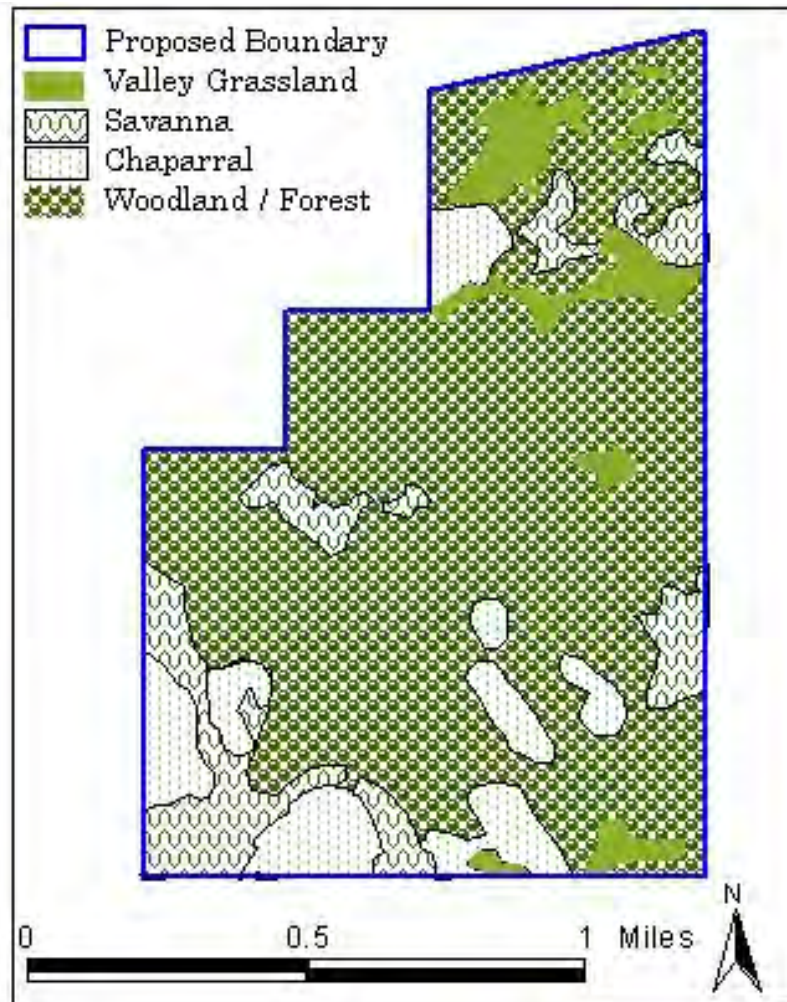 Proposed Boundary
Valley Grassland
Savanna
Chaparral
Woodland / Forest
N
0 0.5 1 Miles